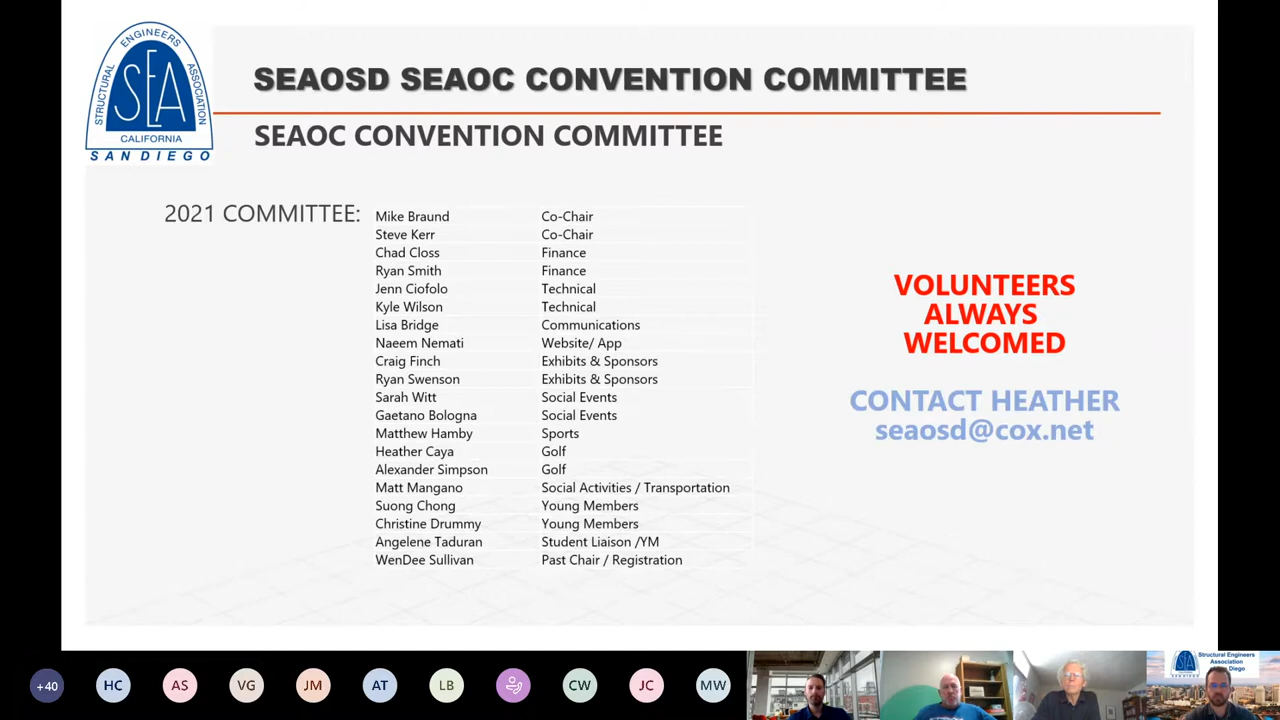 STRUCTURAL ENGINEERS ASSOCIATION
SEA
CALIFORNIA
SAN DIEGO
SEAOSD SEAOC CONVENTION COMMITTEE
SEAOC CONVENTION COMMITTEE
2021 COMMITTEE:
Mike Braund Co-Chair
Steve Kerr Co-Chair
Chad Closs Finance
Ryan Smith Finance
Jenn Ciofolo Technical
Kyle Wilson Technical
Lisa Bridge Communications
Naeem Nemati Website/ App
Craig Finch Exhibits & Sponsors
Ryan Swenson Exhibits & Sponsors
Sarah Witt Social Events
Gaetano Bologna Social Events
Matthew Hamby Sports
Heather Caya Golf
Alexander Simpson Golf
Matt Mangano Social Activities / Transportation
Suong Chong Young Members
Christine Drummy Young Members
Angelene Taduran Student Liaison /YM
WenDee Sullivan Past Chair / Registration
VOLUNTEERS
ALWAYS
WELCOMED
CONTACT HEATHER
seaosd@cox.net
+40 HC AS VG JM AT LB CW JC MW
Structural Engineers
Association
Diego